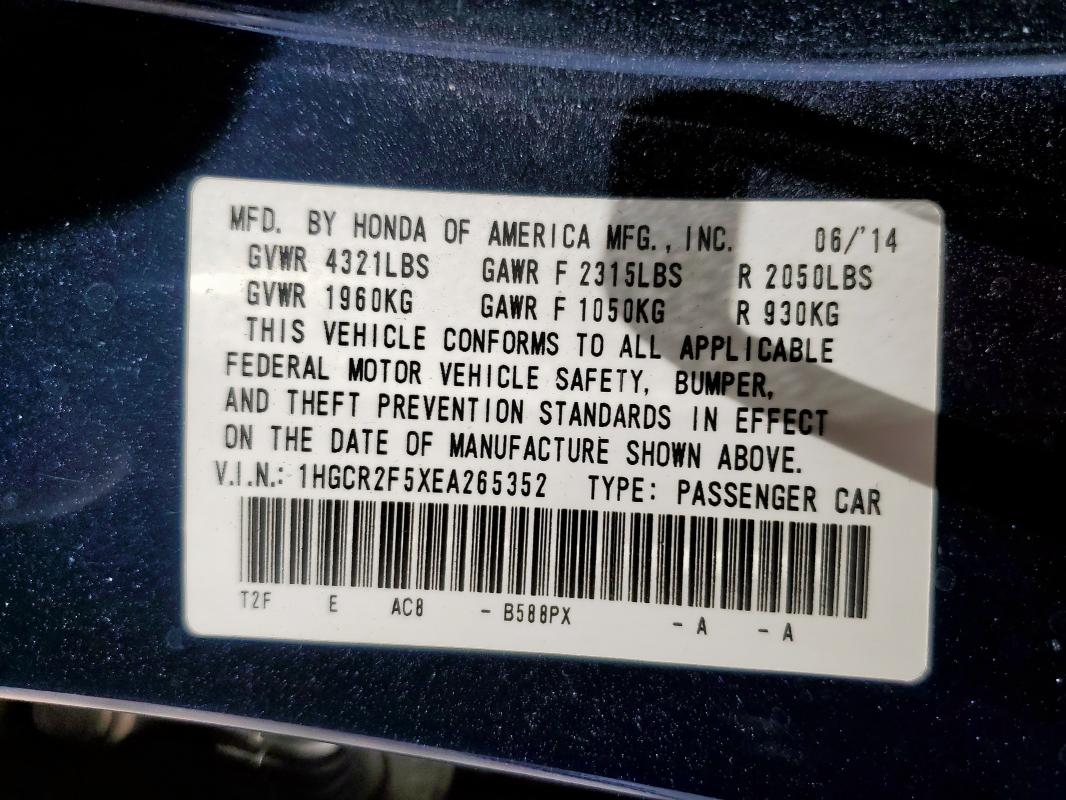 MFD. BY HONDA OF AMERICA MFG., INC. 06/'14
GVWR 4321LBS GAWR F 2315LBS R 2050LBS
GVWR 1960KG GAWR F 1050KG R 930KG
THIS VEHICLE CONFORMS TO ALL APPLICABLE
FEDERAL MOTOR VEHICLE SAFETY, BUMPER,
AND THEFT PREVENTION STANDARDS IN EFFECT
ON THE DATE OF MANUFACTURE SHOWN ABOVE.
V.I.N.: 1HGCR2F5XEA265352 TYPE: PASSENGER CAR
T2F E AC8 - B588PX - A - A